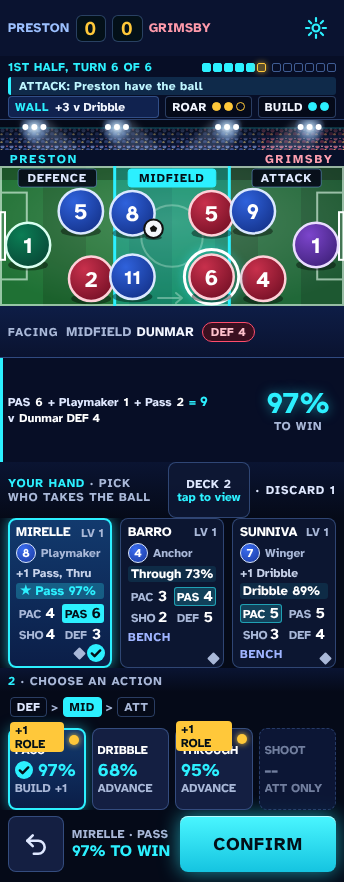 PRESTON 0 0 GRIMSBY
1ST HALF, TURN 6 OF 6
ATTACK: Preston have the ball
WALL +3 v Dribble ROAR BUILD
PRESTON GRIMSBY
DEFENCE MIDFIELD ATTACK
5 8 5 9
1 1
2 11 6 4
FACING MIDFIELD DUNMAR DEF 4
PAS 6 + Playmaker 1 + Pass 2 = 9
v Dunmar DEF 4
97%
TO WIN
YOUR HAND · PICK
WHO TAKES THE BALL
DECK 2
tap to view
· DISCARD 1
MIRELLE LV 1
8 Playmaker
+1 Pass, Thru
★ Pass 97%
PAC 4 PAS 6
SHO 4 DEF 3
BARRO LV 1
4 Anchor
Through 73%
PAC 3 PAS 4
SHO 2 DEF 5
BENCH
SUNNIVA LV 1
7 Winger
+1 Dribble
Dribble 89%
PAC 5 PAS 5
SHO 3 DEF 4
BENCH
2 · CHOOSE AN ACTION
DEF > MID > ATT
+1
ROLE
97%
BUILD +1
DRIBBLE
68%
ADVANCE
+1
ROLE
THROUGH
95%
ADVANCE
SHOOT
--
ATT ONLY
MIRELLE · PASS
97% TO WIN
CONFIRM